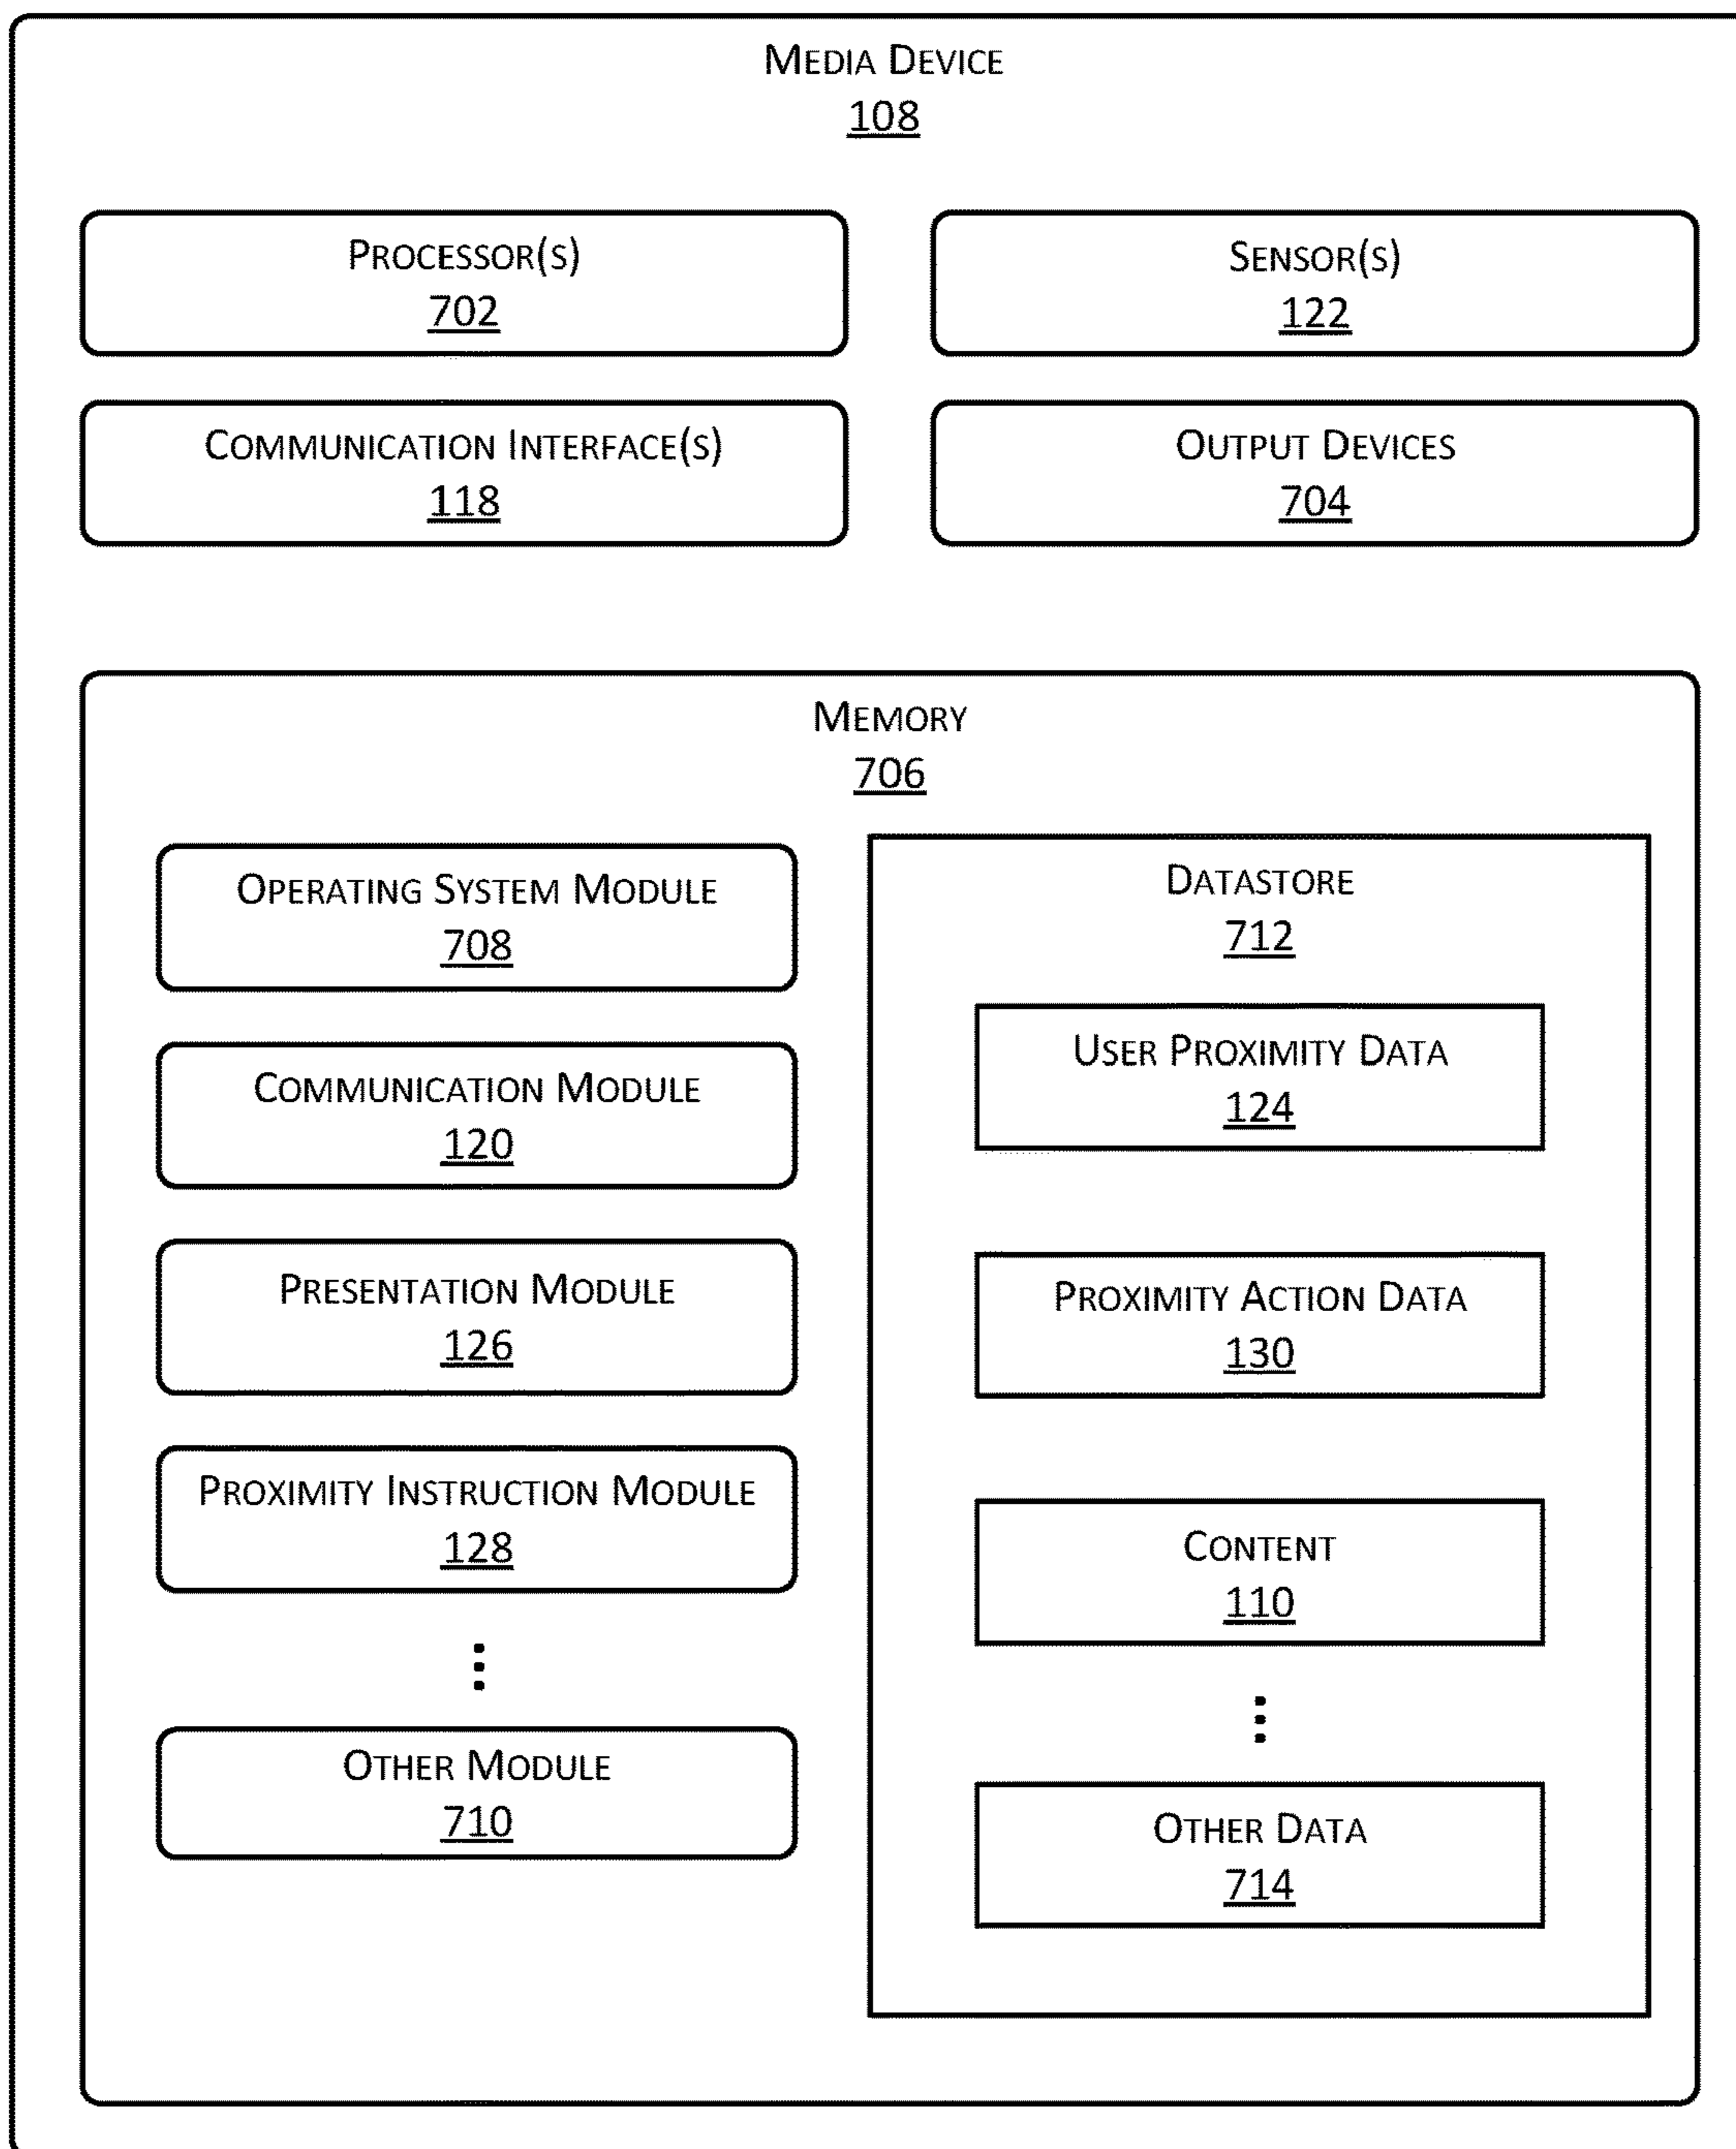 MEDIA DEVICE
108
PROCESSOR(S)
702
SENSOR(S)
122
COMMUNICATION INTERFACE(S)
118
OUTPUT DEVICES
704
MEMORY
706
OPERATING SYSTEM MODULE
708
COMMUNICATION MODULE
120
PRESENTATION MODULE
126
PROXIMITY INSTRUCTION MODULE
128
OTHER MODULE
710
DATASTORE
712
USER PROXIMITY DATA
124
PROXIMITY ACTION DATA
130
CONTENT
110
OTHER DATA
714